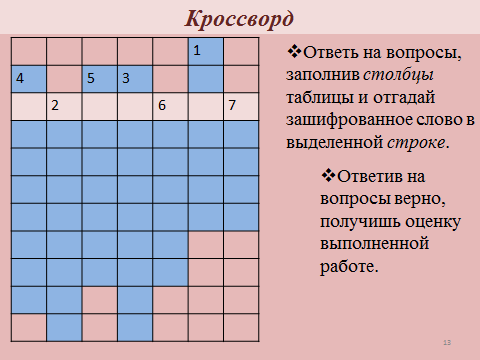 Кроссворд
1
4 5 3
2 6 7
❖Ответь на вопросы,
заполнив столбцы
таблицы и отгадай
зашифрованное слово в
выделенной строке.
❖Ответив на
вопросы верно,
получишь оценку
выполненной
работе.
13